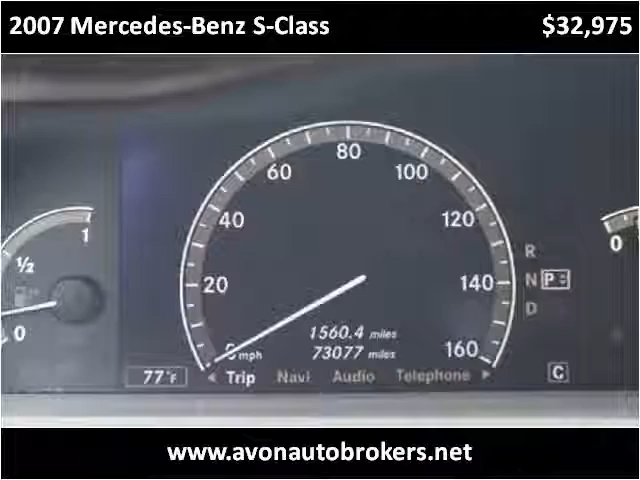 2007 Mercedes-Benz S-Class $32,975
80
60 100
40 120
1 0
½
20 140
R
N P
D
0
1560.4 miles
0 mph 73077 miles 160
77°F Trip Navi Audio Telephone C
www.avonautobrokers.net